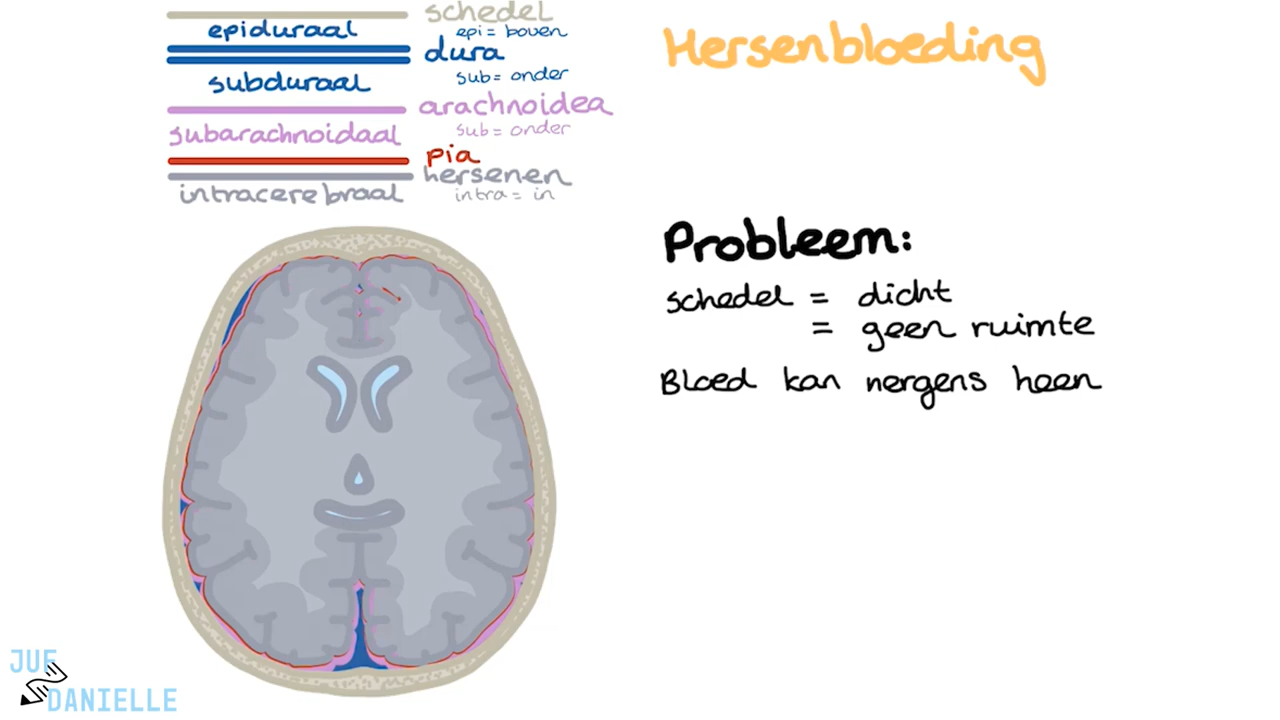 schedel
epi = boven
epiduraal
dura
sub = onder
subduraal
arachnoidea
sub = onder
subarachnoidaal
pia
hersenen
intra = in
intracerebraal
Hersenbloeding
Probleem:
schedel = dicht
= geen ruimte
Bloed kan nergens heen
JUF
DANIELLE